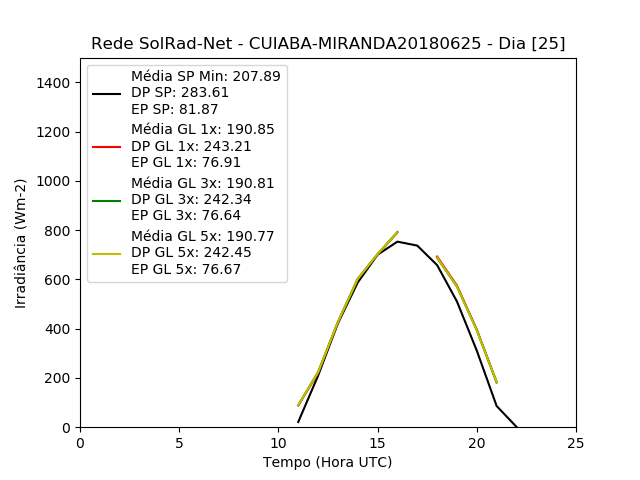 Rede SolRad-Net - CUIABA-MIRANDA20180625 - Dia [25]
Média SP Min: 207.89
DP SP: 283.61
EP SP: 81.87
Média GL 1x: 190.85
DP GL 1x: 243.21
EP GL 1x: 76.91
Média GL 3x: 190.81
DP GL 3x: 242.34
EP GL 3x: 76.64
Média GL 5x: 190.77
DP GL 5x: 242.45
EP GL 5x: 76.67
Irradiância (Wm-2)
1400
1200
1000
800
600
400
200
0
0 5 10 15 20 25
Tempo (Hora UTC)